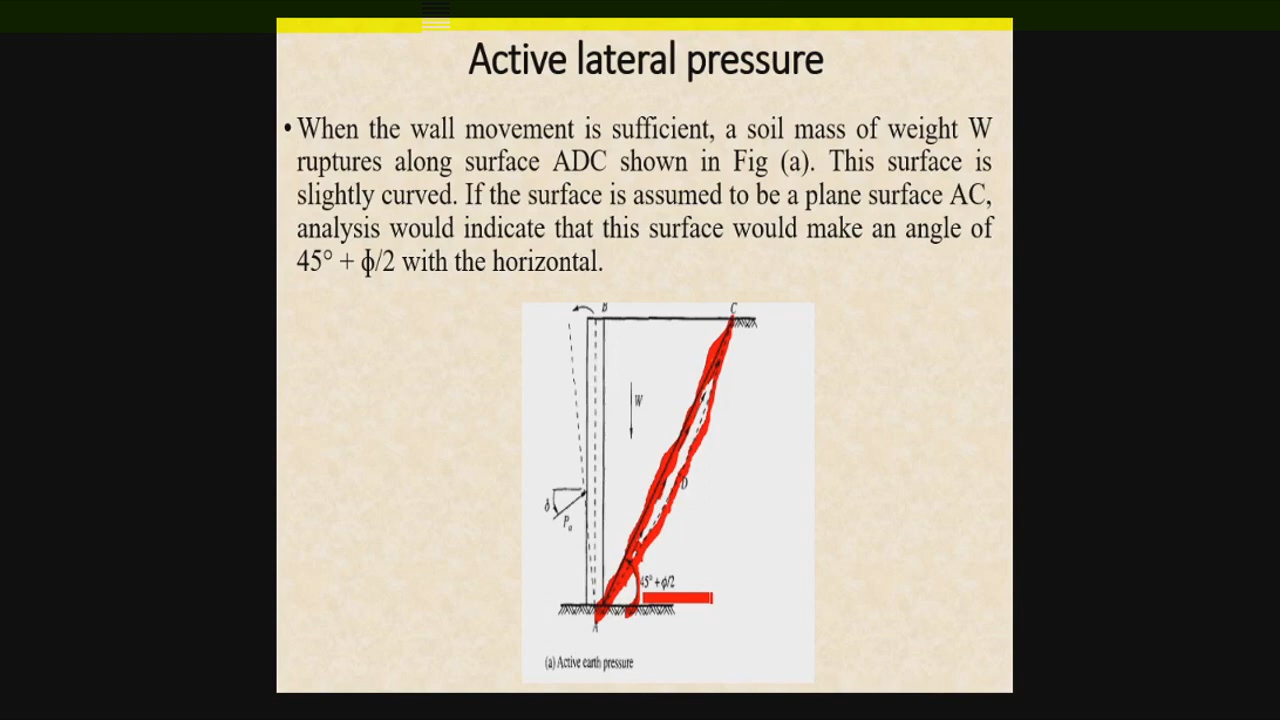 Active lateral pressure
• When the wall movement is sufficient, a soil mass of weight W
ruptures along surface ADC shown in Fig (a). This surface is
slightly curved. If the surface is assumed to be a plane surface AC,
analysis would indicate that this surface would make an angle of
45° + ɸ/2 with the horizontal.
B C
W
D
δ
Pa
45° + φ/2
A
(a) Active earth pressure